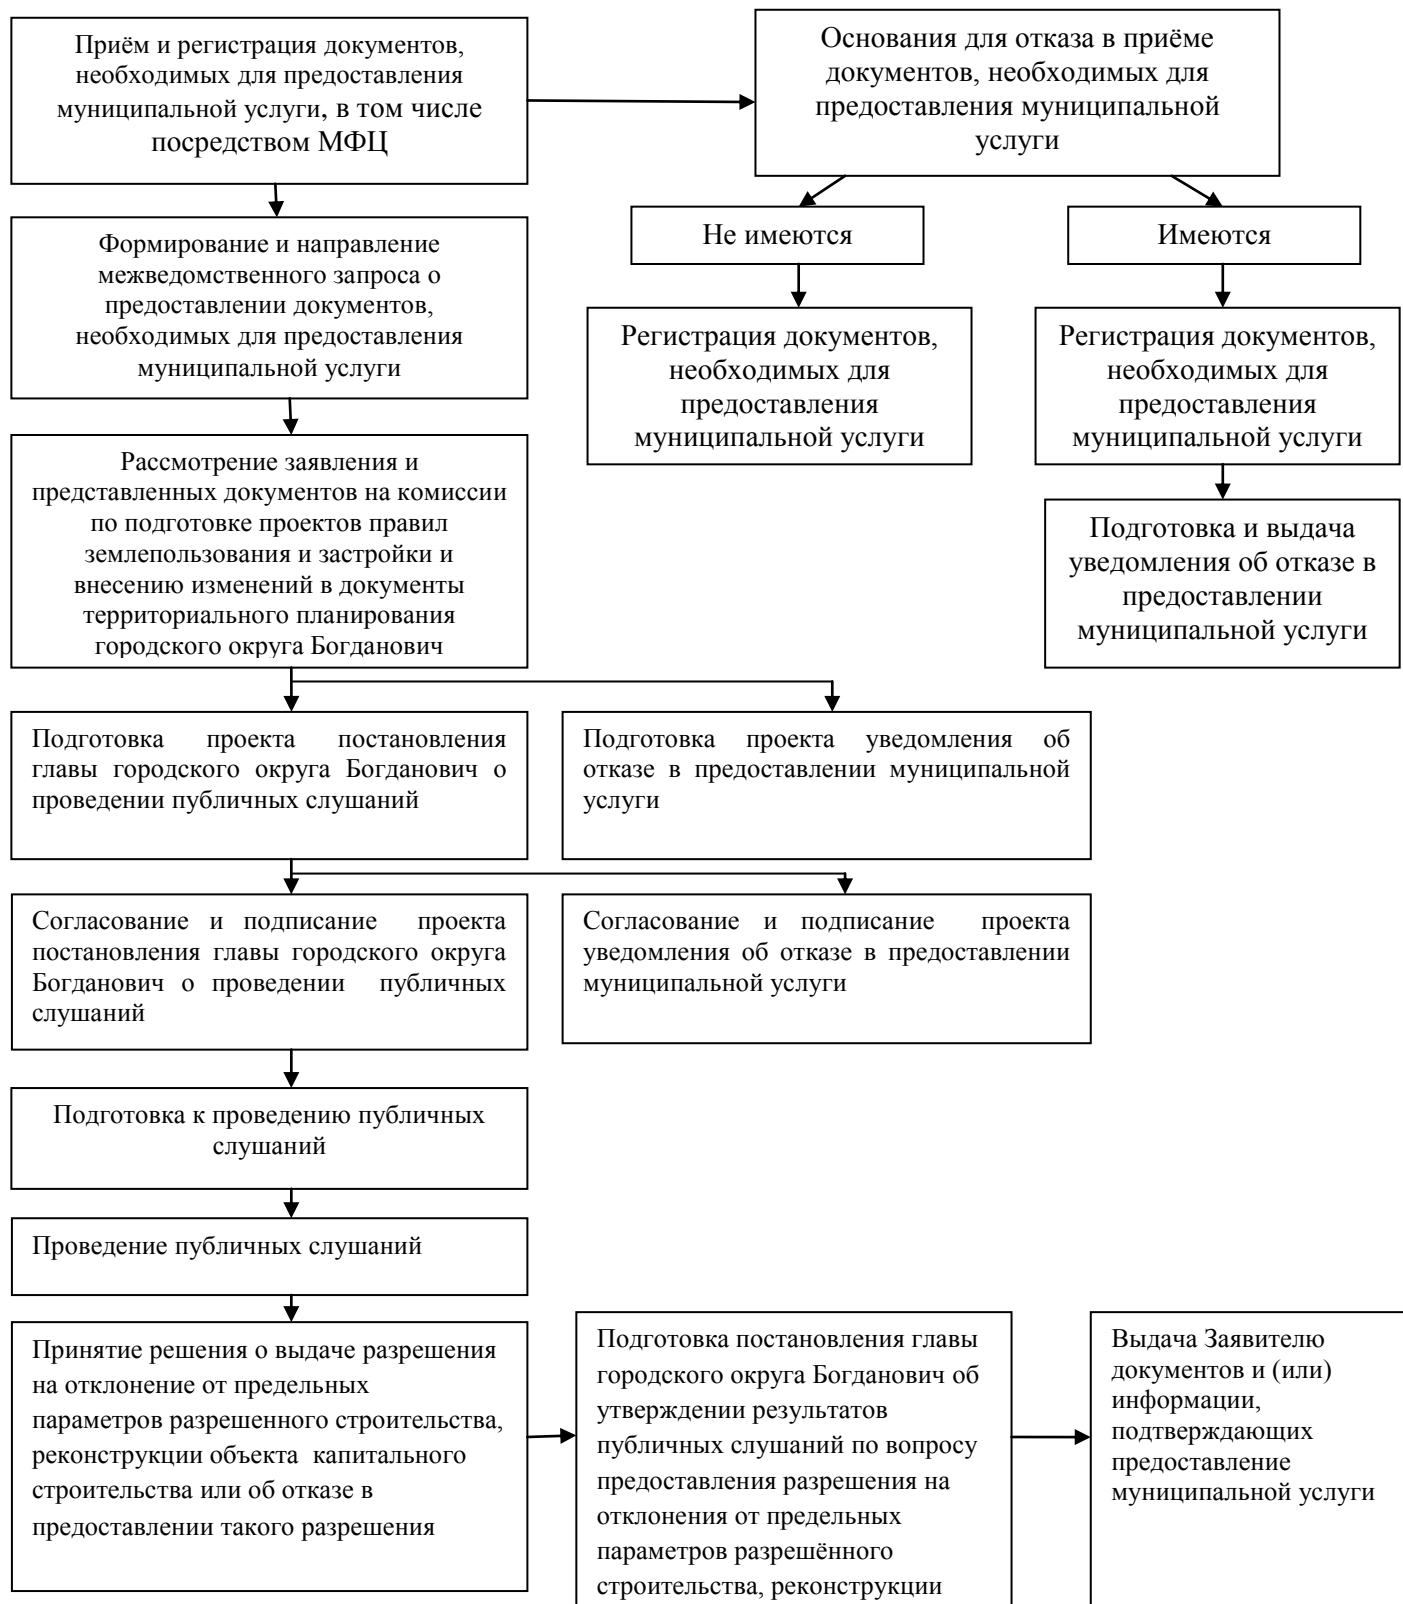 Приём и регистрация документов,
необходимых для предоставления
муниципальной услуги, в том числе
посредством МФЦ
Основания для отказа в приёме
документов, необходимых для
предоставления муниципальной
услуги
Не имеются
Имеются
Формирование и направление
межведомственного запроса о
предоставлении документов,
необходимых для предоставления
муниципальной услуги
Регистрация документов,
необходимых для
предоставления
муниципальной услуги
Регистрация документов,
необходимых для
предоставления
муниципальной услуги
Рассмотрение заявления и
представленных документов на комиссии
по подготовке проектов правил
землепользования и застройки и
внесению изменений в документы
территориального планирования
городского округа Богданович
Подготовка и выдача
уведомления об отказе в
предоставлении
муниципальной услуги
Подготовка проекта постановления
главы городского округа Богданович о
проведении публичных слушаний
Подготовка проекта уведомления об
отказе в предоставлении муниципальной
услуги
Согласование и подписание проекта
постановления главы городского округа
Богданович о проведении публичных
слушаний
Согласование и подписание проекта
уведомления об отказе в предоставлении
муниципальной услуги
Подготовка к проведению публичных
слушаний
Проведение публичных слушаний
Принятие решения о выдаче разрешения
на отклонение от предельных
параметров разрешенного строительства,
реконструкции объекта капитального
строительства или об отказе в
предоставлении такого разрешения
Подготовка постановления главы
городского округа Богданович об
утверждении результатов
публичных слушаний по вопросу
предоставления разрешения на
отклонения от предельных
параметров разрешённого
строительства, реконструкции
Выдача Заявителю
документов и (или)
информации,
подтверждающих
предоставление
муниципальной услуги